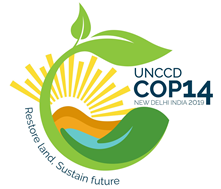 UNCCD
COP14
NEW DELHI INDIA 2019
Restore land. Sustain future